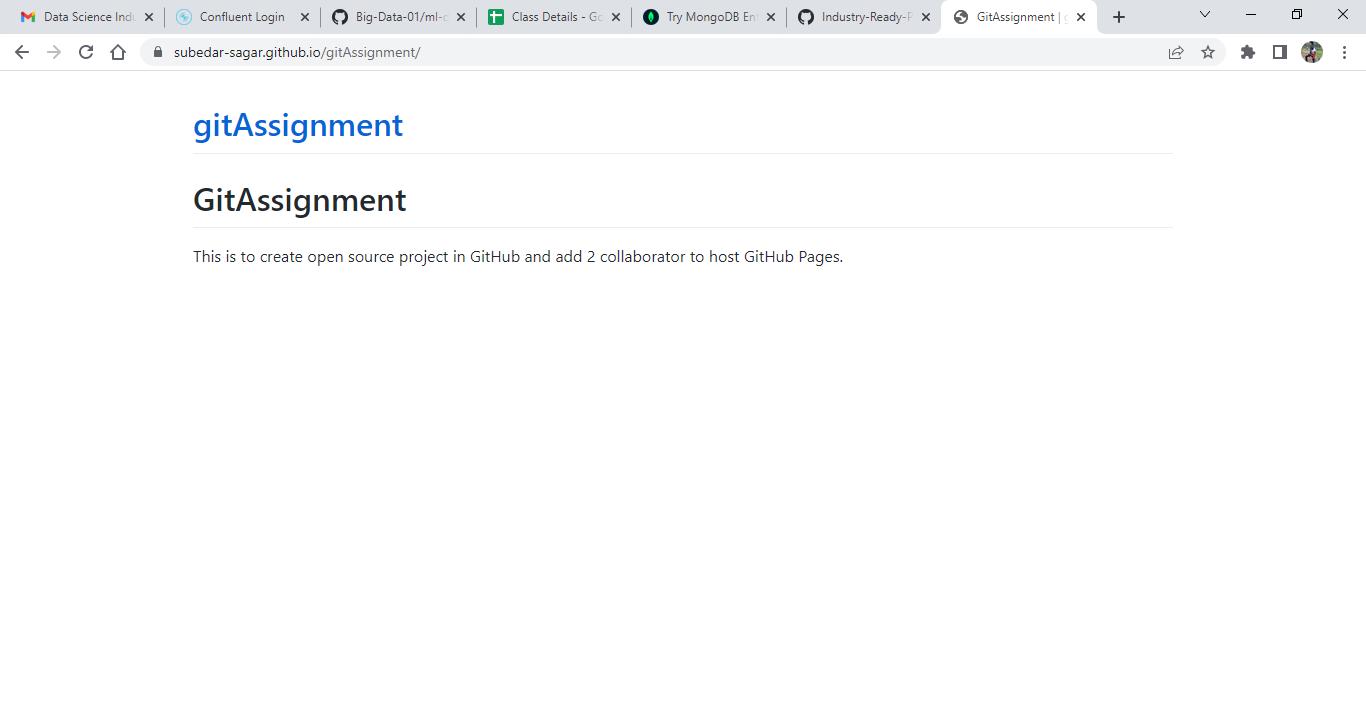 Data Science Indu
Confluent Login
Big-Data-01/ml-c
Class Details - Go
Try MongoDB En
Industry-Ready-P
GitAssignment | g
subedar-sagar.github.io/gitAssignment/
gitAssignment
GitAssignment
This is to create open source project in GitHub and add 2 collaborator to host GitHub Pages.